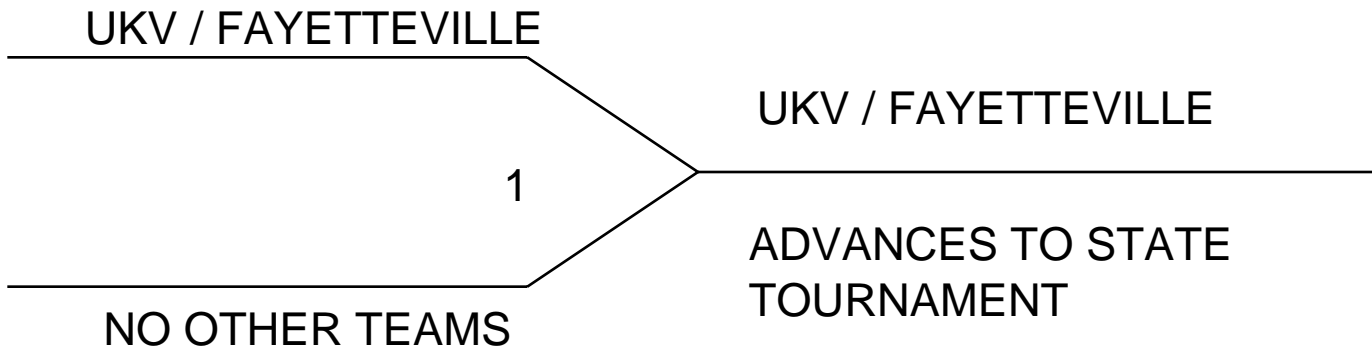 UKV / FAYETTEVILLE
UKV / FAYETTEVILLE
1
ADVANCES TO STATE
TOURNAMENT
NO OTHER TEAMS